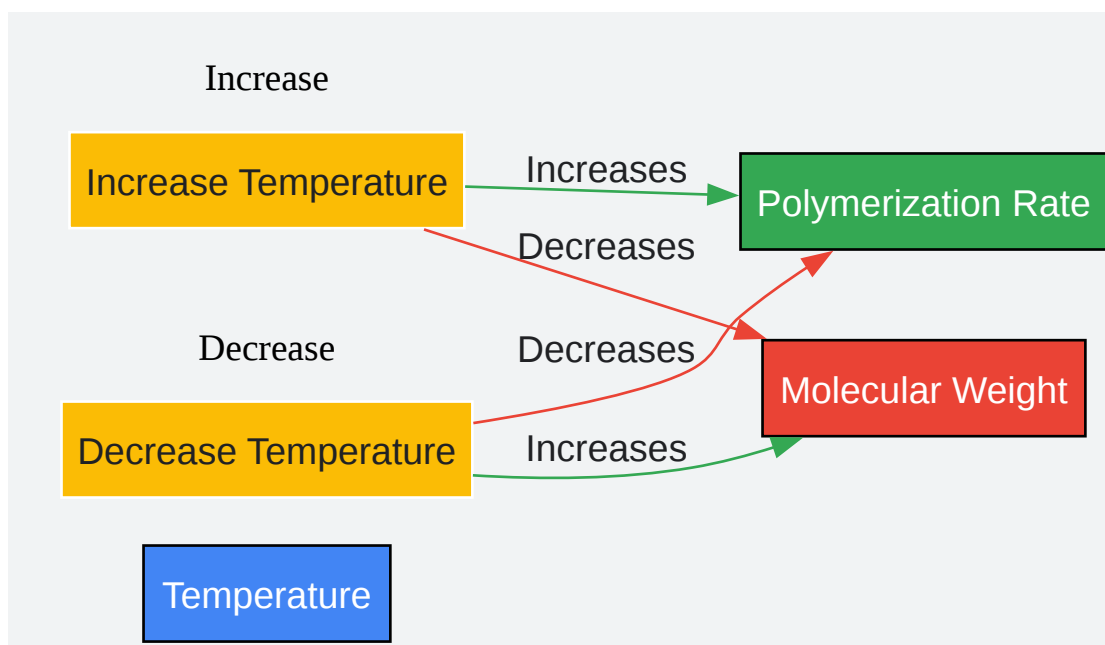 Increase
Increase Temperature
Increases
Polymerization Rate
Decreases
Decrease
Decreases
Molecular Weight
Decrease Temperature
Increases
Temperature